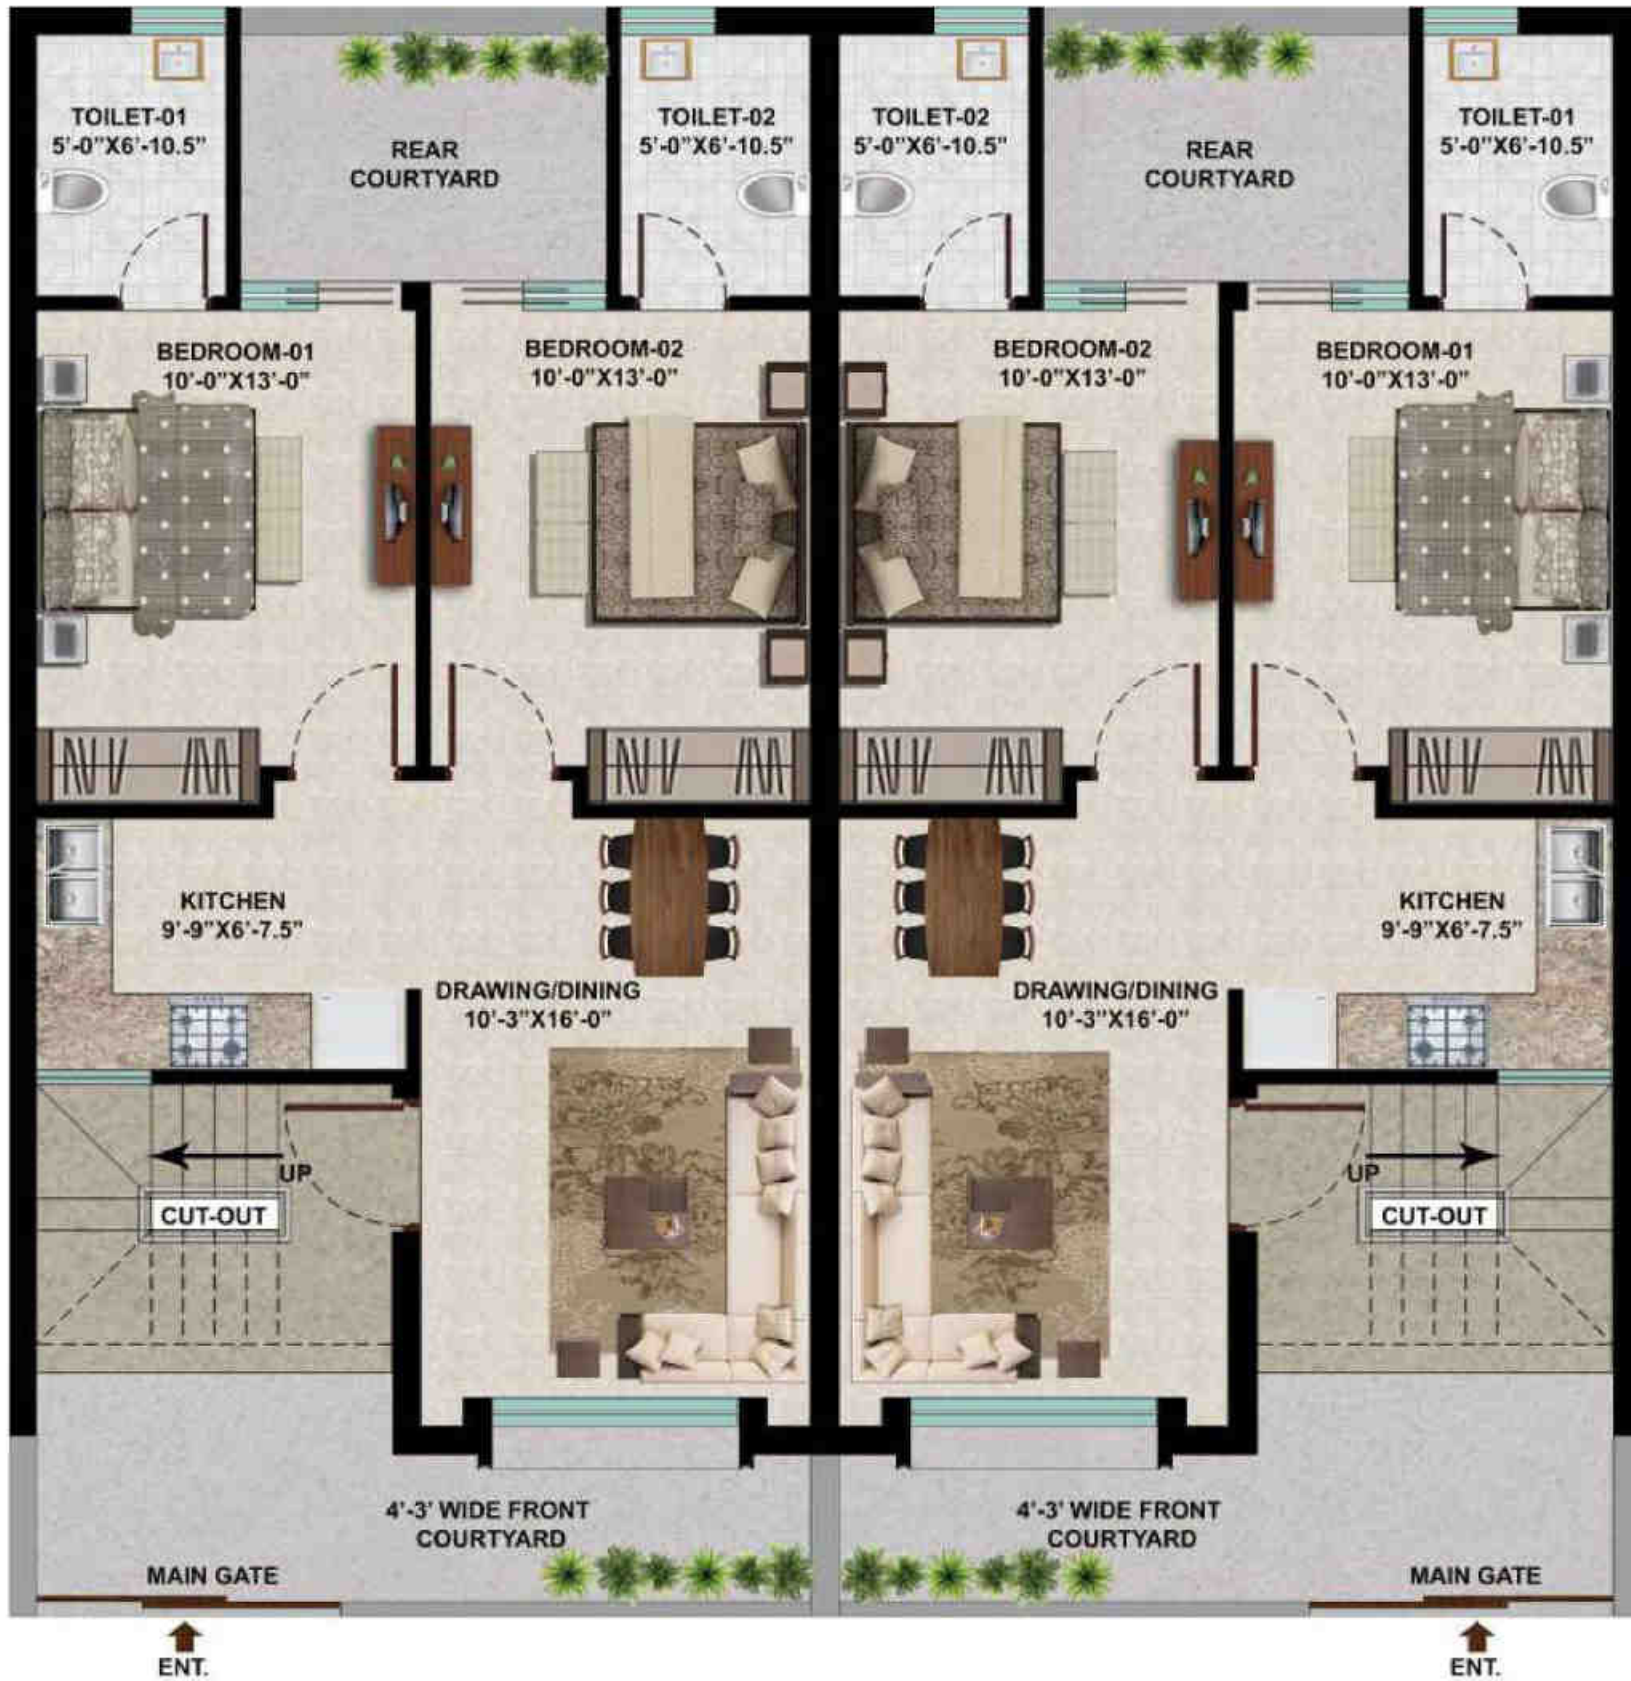 TOILET-01
5'-0"X6'-10.5"
REAR
COURTYARD
TOILET-02
5'-0"X6'-10.5"
TOILET-02
5'-0"X6'-10.5"
REAR
COURTYARD
TOILET-01
5'-0"X6'-10.5"
BEDROOM-01
10'-0"X13'-0"
BEDROOM-02
10'-0"X13'-0"
BEDROOM-02
10'-0"X13'-0"
BEDROOM-01
10'-0"X13'-0"
KITCHEN
9'-9"X6'-7.5"
KITCHEN
9'-9"X6'-7.5"
DRAWING/DINING
10'-3"X16'-0"
DRAWING/DINING
10'-3"X16'-0"
UP
UP
CUT-OUT
CUT-OUT
4'-3' WIDE FRONT
COURTYARD
4'-3' WIDE FRONT
COURTYARD
MAIN GATE
MAIN GATE
ENT.
ENT.